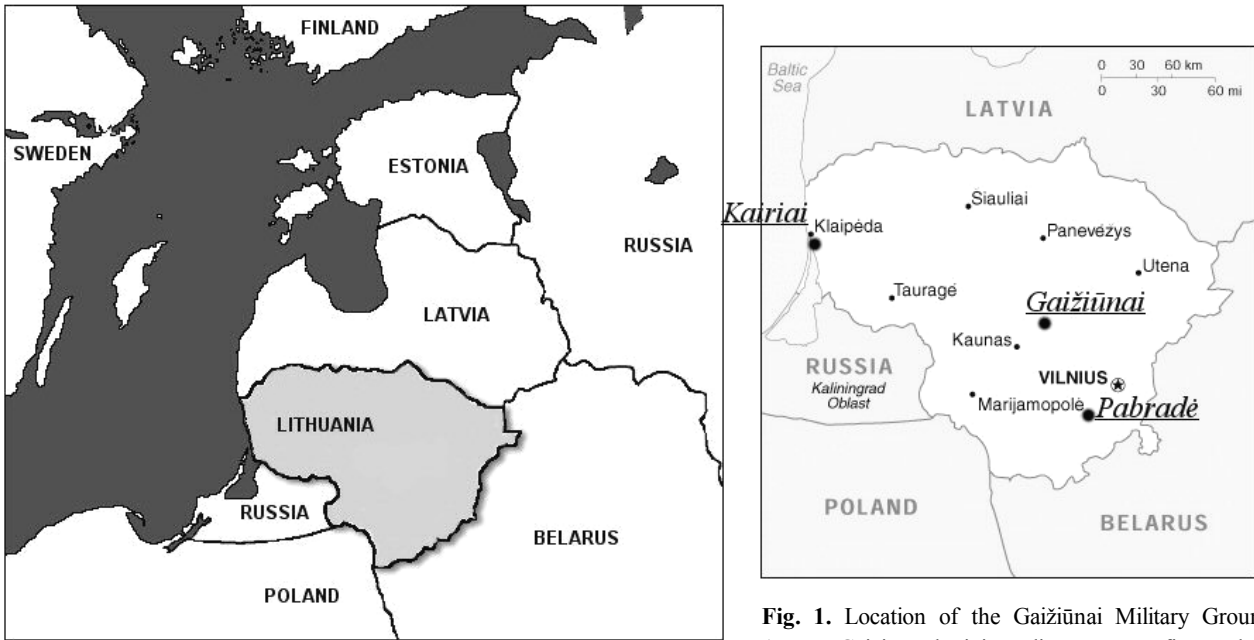 FINLAND
SWEDEN
ESTONIA
RUSSIA
LATVIA
LITHUANIA
RUSSIA
BELARUS
POLAND
Baltic
Sea
0 30 60 km
0 30 60 mi
LATVIA
Siauliai
Kairiai
Klaipėda
Panevėzys
Utena
Tauragė
Gaižiūnai
Kaunas
RUSSIA
Kaliningrad
Oblast
VILNIUS
Marijamopolė
Pabradė
POLAND
BELARUS
Fig. 1. Location of the Gaižiūnai Military Groun